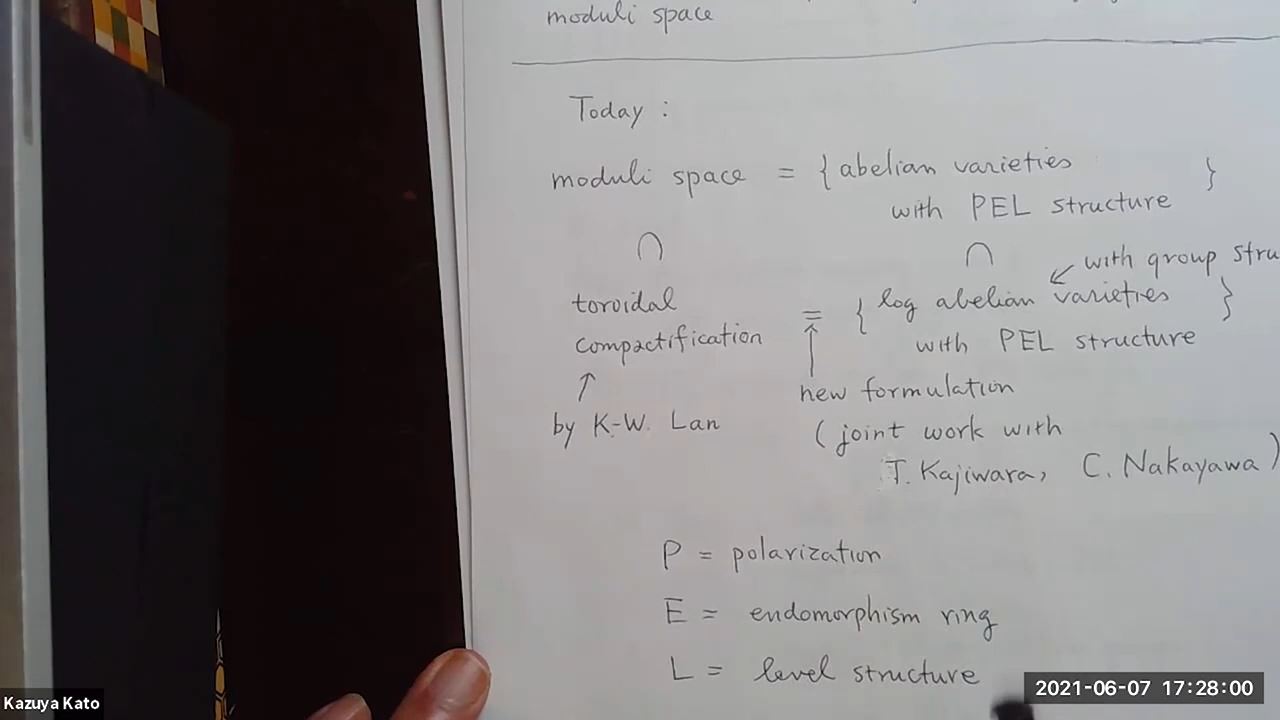 moduli space
Today :
moduli space = { abelian varieties }
with PEL structure
∩ ∩
with group stru
toroidal
compactification
= { log abelian varieties }
with PEL structure
↑ ↑
by K-W. Lan
new formulation
( joint work with
T. Kajiwara, C. Nakayawa )
P = polarization
E = endomorphism ring
L = level structure
Kazuya Kato
2021-06-07 17:28:00